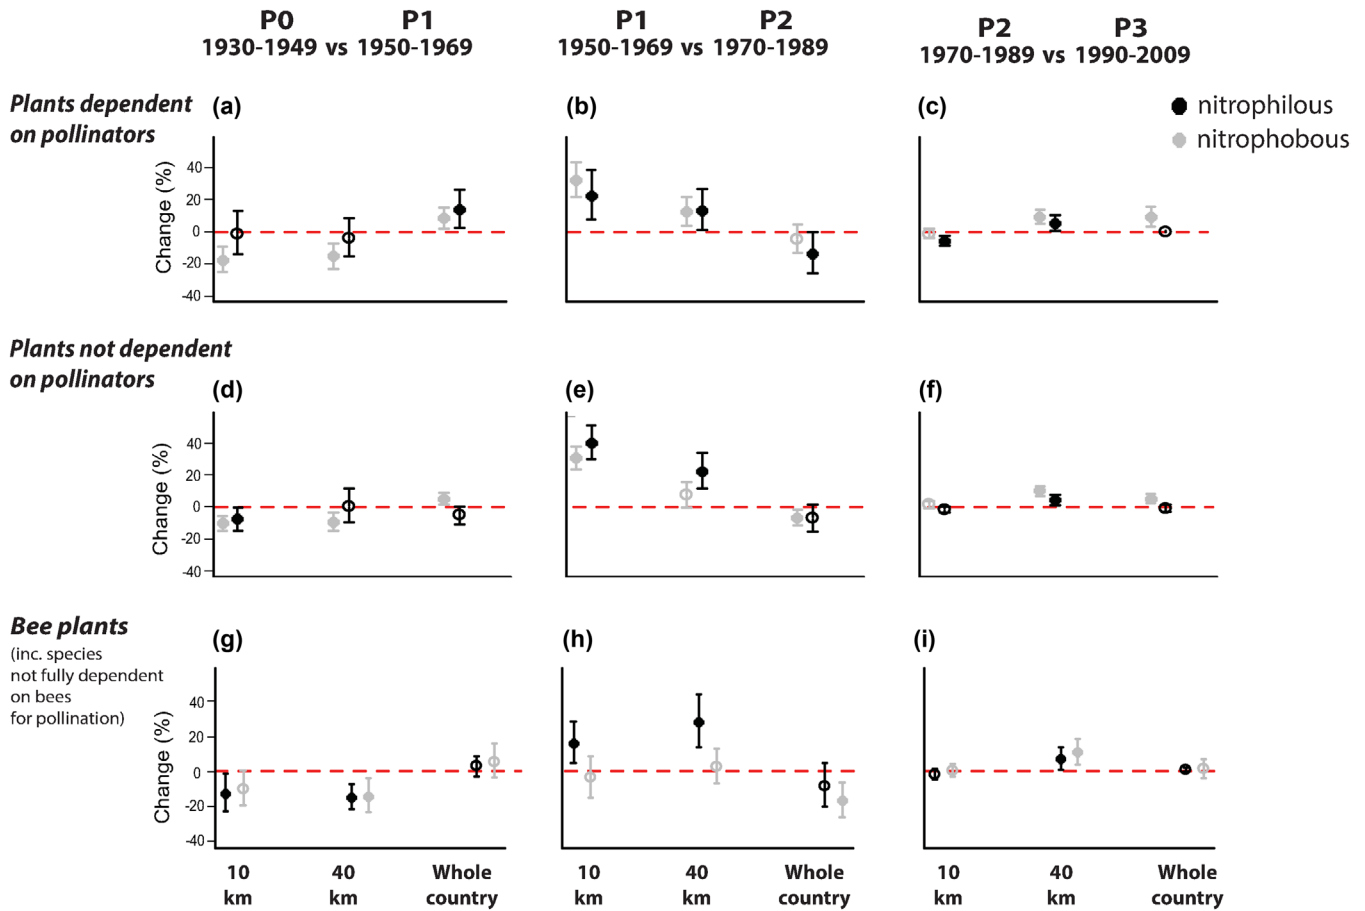 P0 P1
1930-1949 vs 1950-1969
P1 P2
1950-1969 vs 1970-1989
P2 P3
1970-1989 vs 1990-2009
nitrophilous
nitrophobous
Plants dependent
on pollinators
(a)
(b)
(c)
Change (%)
40
20
0
-20
-40
Plants not dependent
on pollinators
(d)
(e)
(f)
Change (%)
40
20
0
-20
-40
Bee plants
(inc. species
not fully dependent
on bees
for pollination)
(g)
(h)
(i)
Change (%)
40
20
0
-20
-40
10 40 Whole
km km country
10 40 Whole
km km country
10 40 Whole
km km country